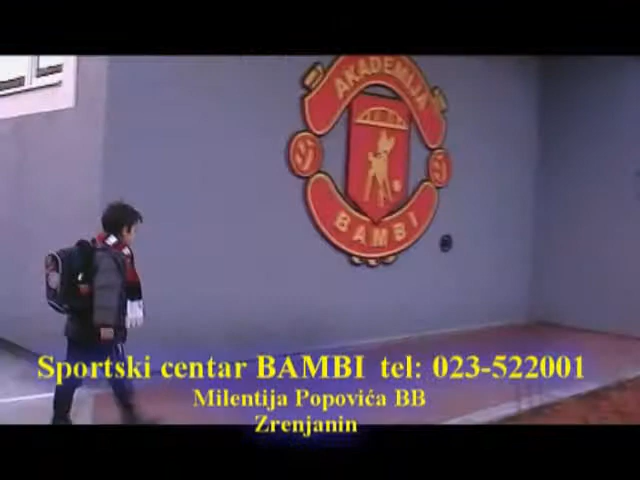 AKADEMIJA
BAMBI
Sportski centar BAMBI tel: 023-522001
Milentija Popovića BB
Zrenjanin